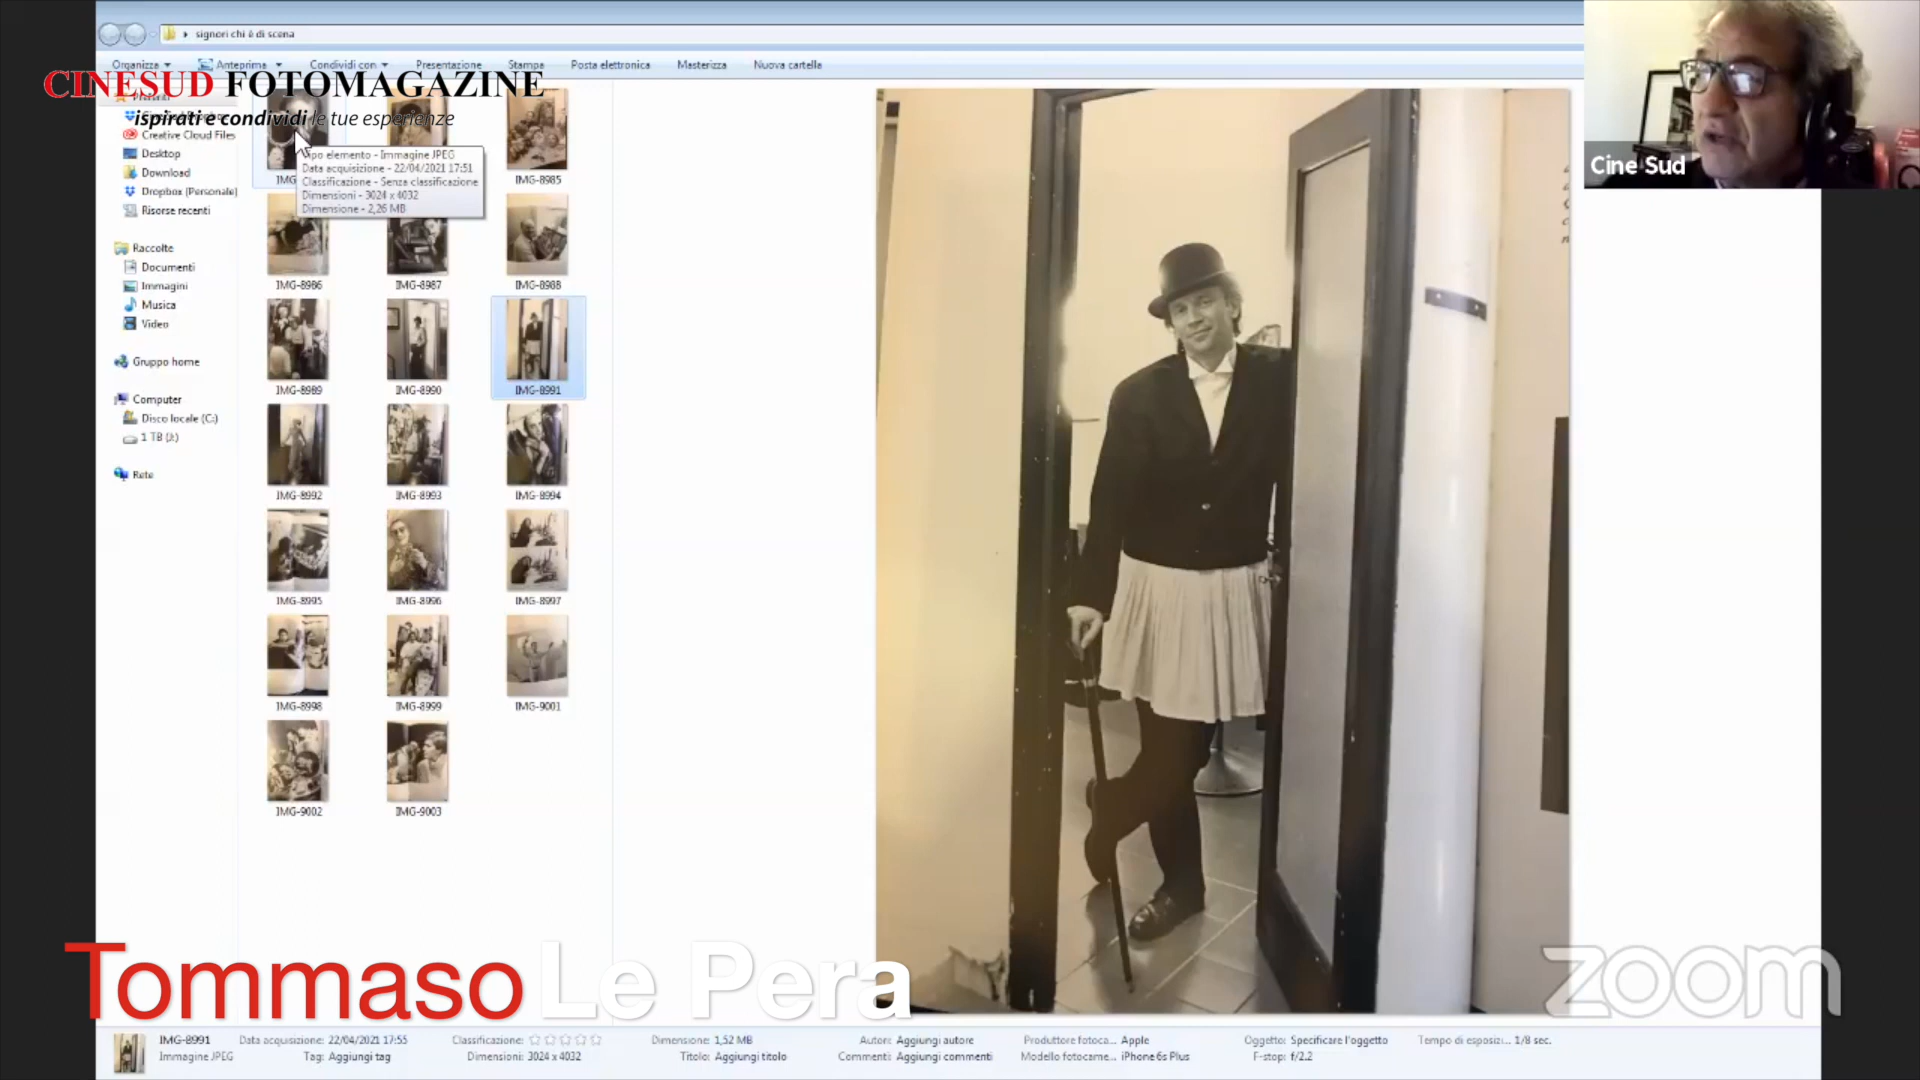 signori chi è di scena
Organizza Anteprima Condividi con Presentazione Stampa Posta elettronica Masterizza Nuova cartella
CINESUD FOTOMAGAZINE
ispirati e condividi le tue esperienze
Creative Cloud Files
Desktop
Download
Dropbox (Personale)
Risorse recenti
Raccolte
Documenti
Immagini
Musica
Video
Gruppo home
Computer
Disco locale (C:)
1 TB (J:)
Rete
Tipo elemento - Immagine JPEG
Data acquisizione - 22/04/2021 17:51
Classificazione - Senza classificazione
Dimensioni - 3024 x 4032
Dimensione - 2,26 MB
IMG-8985
IMG-8986 IMG-8987 IMG-8988
IMG-8989 IMG-8990 IMG-8991
IMG-8992 IMG-8993 IMG-8994
IMG-8995 IMG-8996 IMG-8997
IMG-8998 IMG-8999 IMG-9001
IMG-9002 IMG-9003
Cine Sud
Tommaso Le Pera
zoom
IMG-8991 Data acquisizione: 22/04/2021 17:55 Classificazione: Dimensione: 1,52 MB Autori: Aggiungi autore Produttore fotoca... Apple Oggetto: Specificare l'oggetto Tempo di esposizi... 1/8 sec.
Immagine JPEG Tag: Aggiungi tag Dimensioni: 3024 x 4032 Titolo: Aggiungi titolo Commenti: Aggiungi commenti Modello fotocame... iPhone 6s Plus F-stop: f/2.2